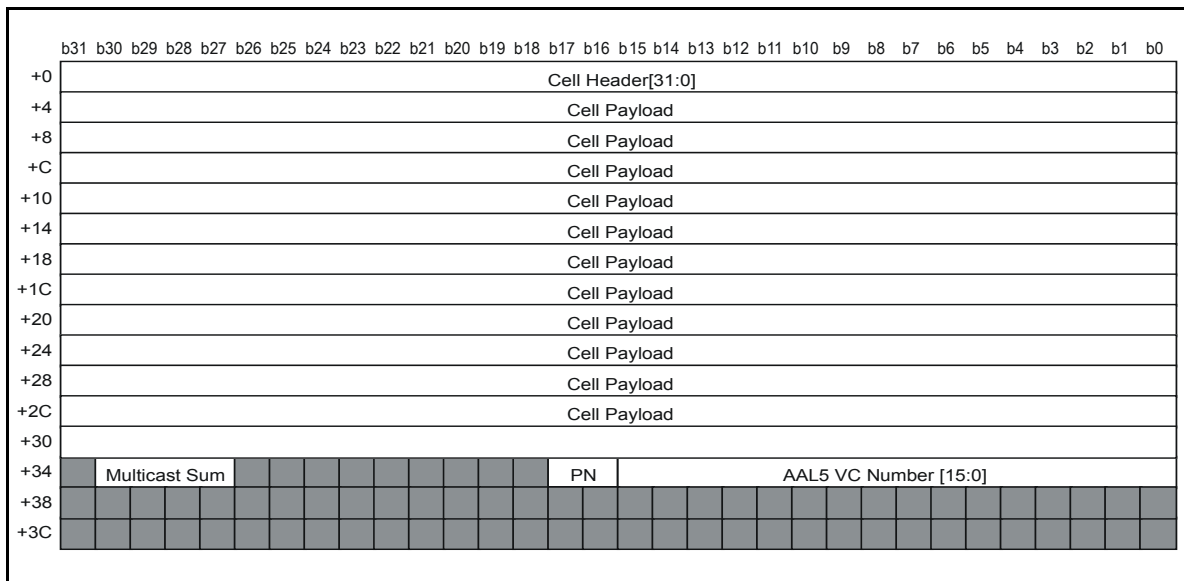 b31 b30 b29 b28 b27 b26 b25 b24 b23 b22 b21 b20 b19 b18 b17 b16 b15 b14 b13 b12 b11 b10 b9 b8 b7 b6 b5 b4 b3 b2 b1 b0
+0 Cell Header[31:0]
+4 Cell Payload
+8 Cell Payload
+C Cell Payload
+10 Cell Payload
+14 Cell Payload
+18 Cell Payload
+1C Cell Payload
+20 Cell Payload
+24 Cell Payload
+28 Cell Payload
+2C Cell Payload
+30
+34 Multicast Sum PN AAL5 VC Number [15:0]
+38
+3C